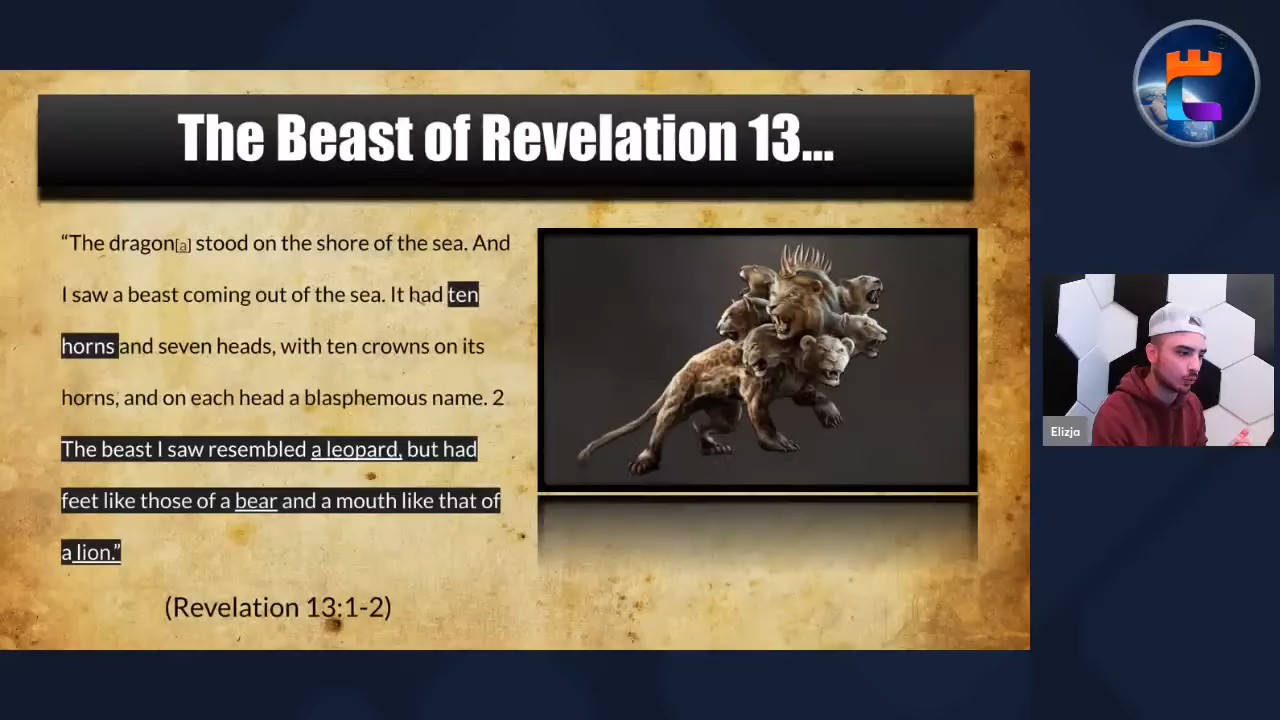 The Beast of Revelation 13...
“The dragon[a] stood on the shore of the sea. And
I saw a beast coming out of the sea. It had ten
horns and seven heads, with ten crowns on its
horns, and on each head a blasphemous name. 2
The beast I saw resembled a leopard, but had
feet like those of a bear and a mouth like that of
a lion.”
(Revelation 13:1-2)
Elizja